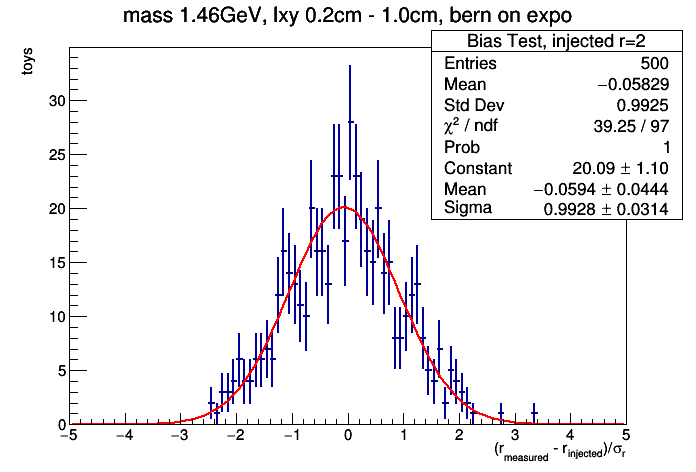 mass 1.46GeV, lxy 0.2cm - 1.0cm, bern on expo
Bias Test, injected r=2
Entries 500
Mean −0.05829
Std Dev 0.9925
χ² / ndf 39.25 / 97
Prob 1
Constant 20.09 ± 1.10
Mean −0.0594 ± 0.0444
Sigma 0.9928 ± 0.0314
toys
30
25
20
15
10
5
0
−5 −4 −3 −2 −1 0 1 2 3 4 5
(r_measured - r_injected)/σ_r